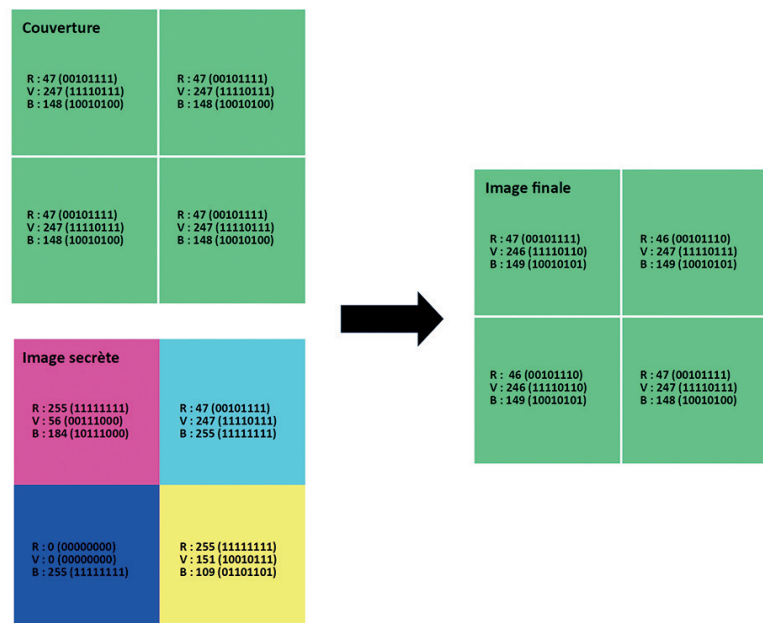 Couverture
R : 47 (00101111)
V : 247 (11110111)
B : 148 (10010100)
R : 47 (00101111)
V : 247 (11110111)
B : 148 (10010100)
R : 47 (00101111)
V : 247 (11110111)
B : 148 (10010100)
R : 47 (00101111)
V : 247 (11110111)
B : 148 (10010100)
Image secrète
R : 255 (11111111)
V : 56 (00111000)
B : 184 (10111000)
R : 47 (00101111)
V : 247 (11110111)
B : 255 (11111111)
R : 0 (00000000)
V : 0 (00000000)
B : 255 (11111111)
R : 255 (11111111)
V : 151 (10010111)
B : 109 (01101101)
Image finale
R : 47 (00101111)
V : 246 (11110110)
B : 149 (10010101)
R : 46 (00101110)
V : 247 (11110111)
B : 149 (10010101)
R : 46 (00101110)
V : 246 (11110110)
B : 149 (10010101)
R : 47 (00101111)
V : 247 (11110111)
B : 148 (10010100)